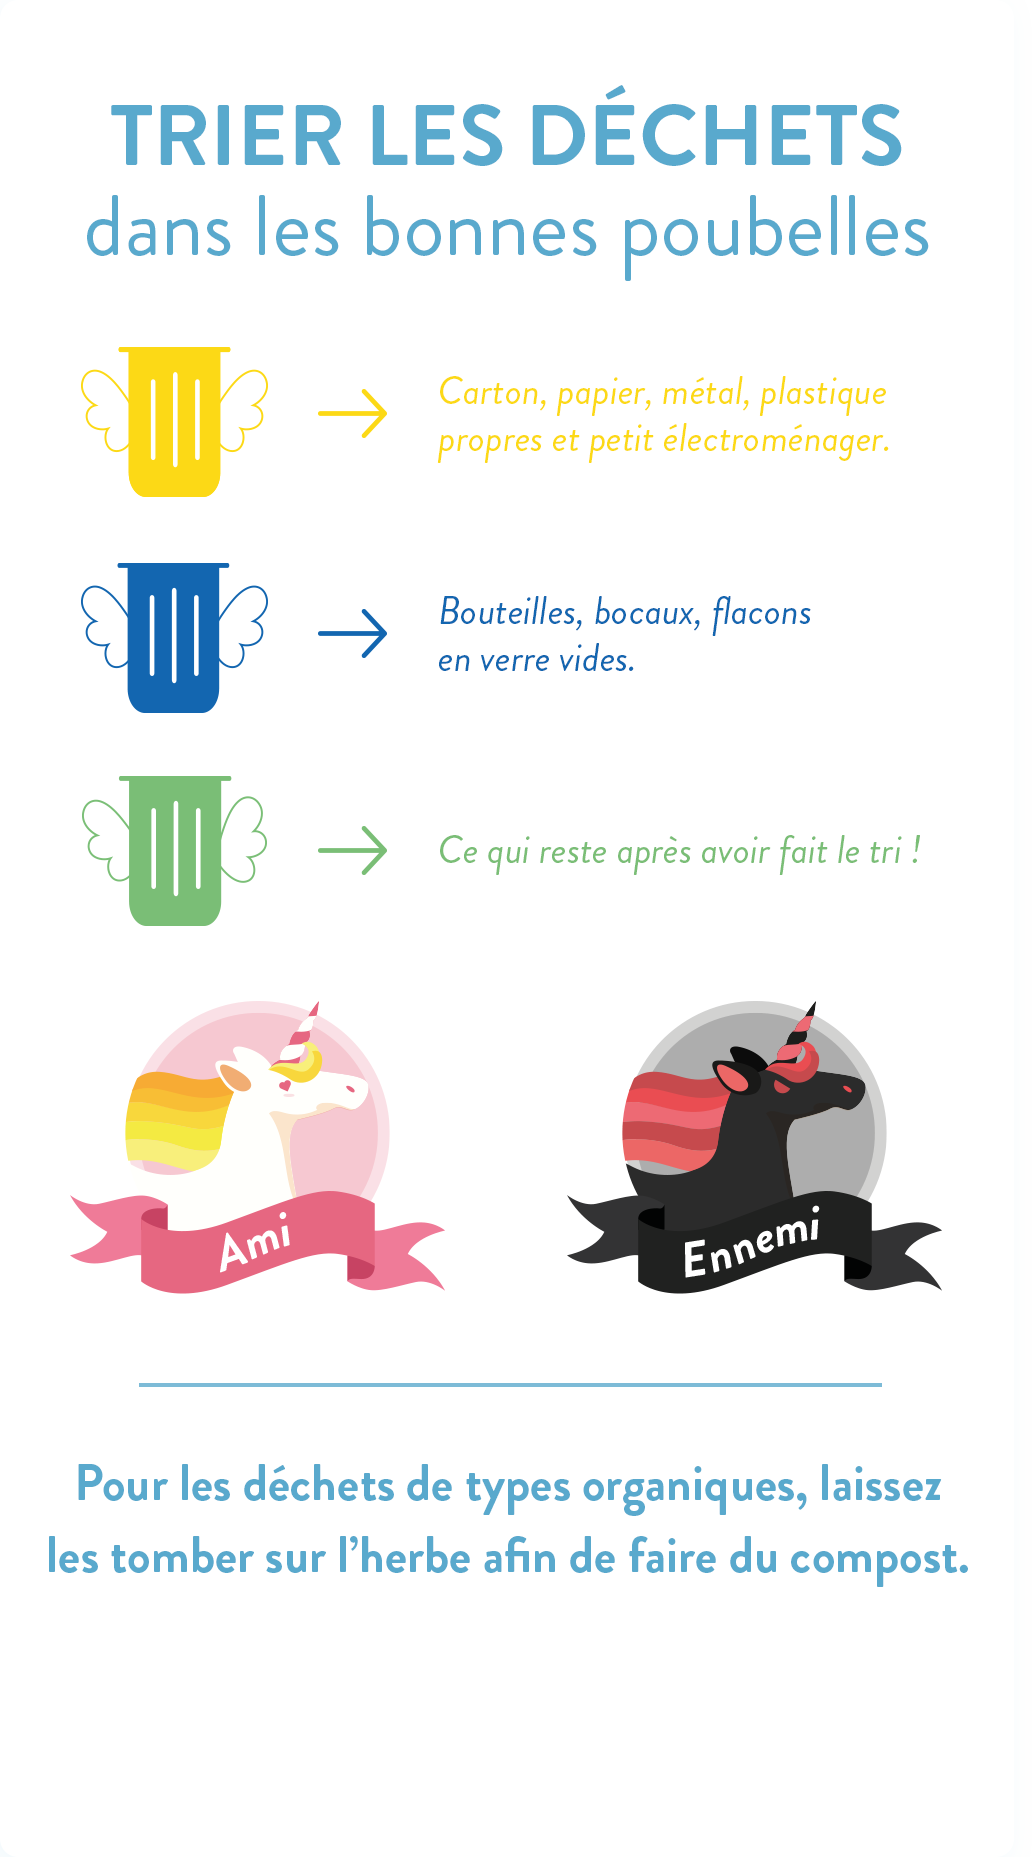 TRIER LES DÉCHETS
dans les bonnes poubelles
Carton, papier, métal, plastique
propres et petit électroménager.
Bouteilles, bocaux, flacons
en verre vides.
Ce qui reste après avoir fait le tri !
Ami
Ennemi
Pour les déchets de types organiques, laissez
les tomber sur l’herbe afin de faire du compost.